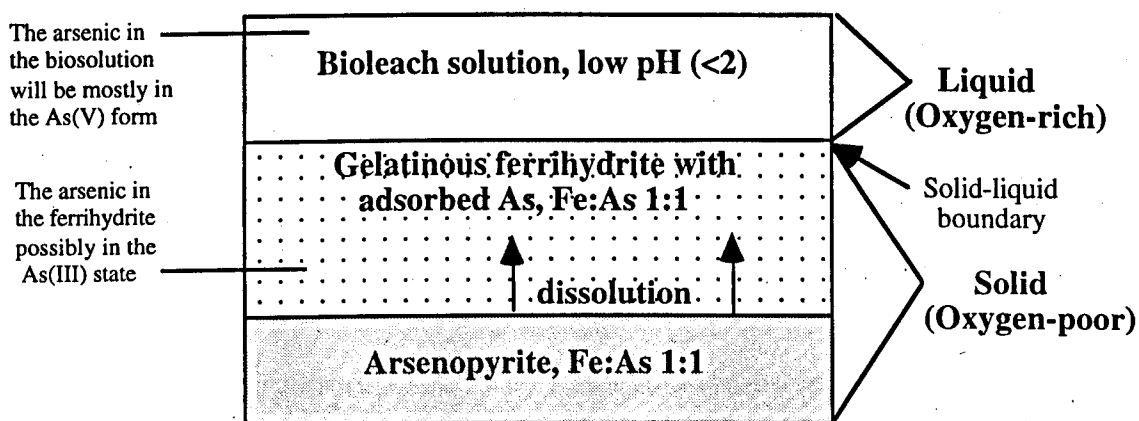 The arsenic in
the biosolution
will be mostly in
the As(V) form
Bioleach solution, low pH (<2)
Liquid
(Oxygen-rich)
Gelatinous ferrihydrite with
adsorbed As, Fe:As 1:1
Solid-liquid
boundary
The arsenic in
the ferrihydrite
possibly in the
As(III) state
dissolution
Solid
(Oxygen-poor)
Arsenopyrite, Fe:As 1:1